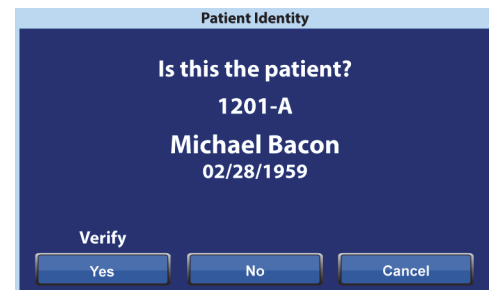 Patient Identity
Is this the patient?
1201-A
Michael Bacon
02/28/1959
Verify
Yes No Cancel